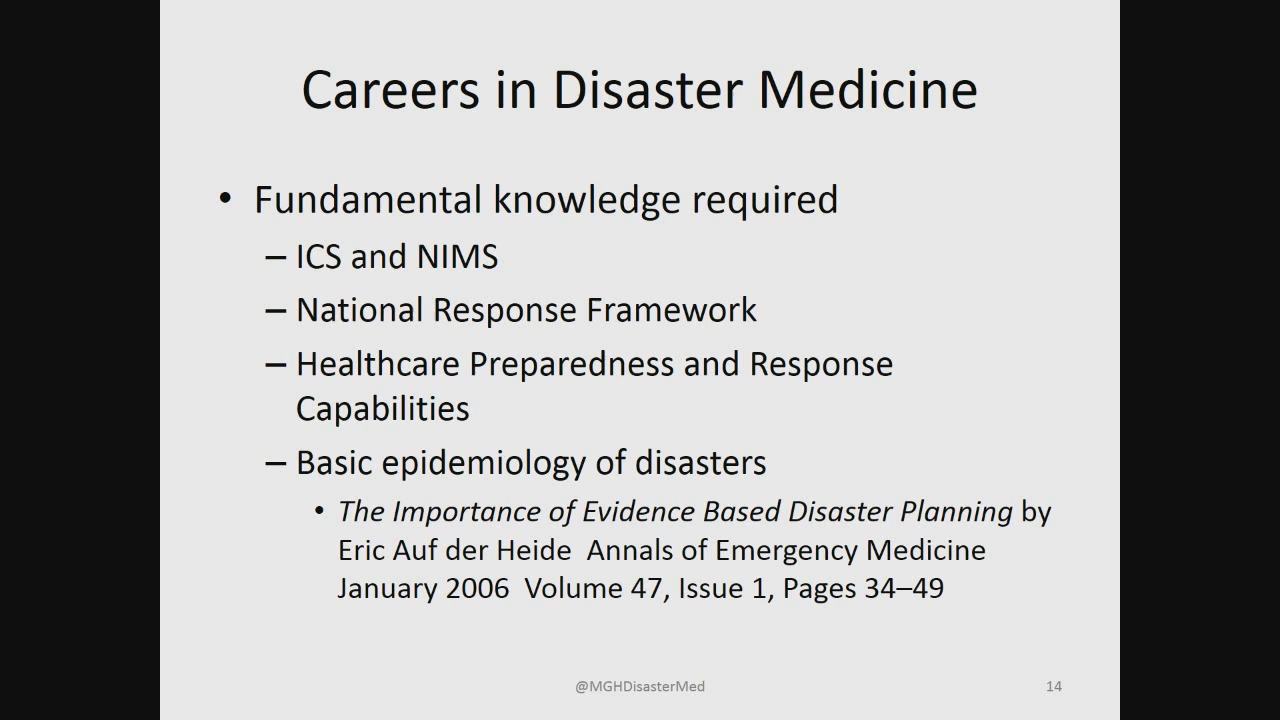 Careers in Disaster Medicine
• Fundamental knowledge required
– ICS and NIMS
– National Response Framework
– Healthcare Preparedness and Response
Capabilities
– Basic epidemiology of disasters
• The Importance of Evidence Based Disaster Planning by
Eric Auf der Heide  Annals of Emergency Medicine
January 2006  Volume 47, Issue 1, Pages 34–49
@MGHDisasterMed
14